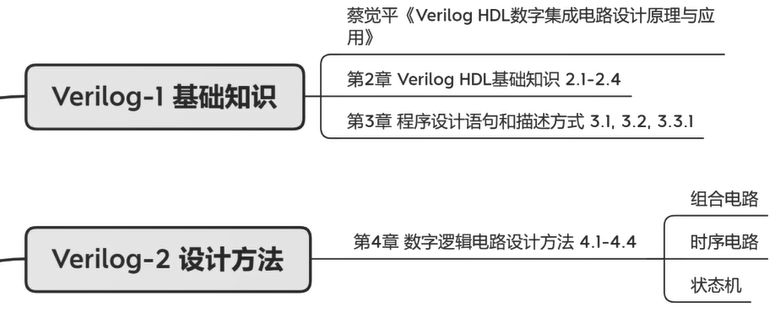 蔡觉平《Verilog HDL数字集成电路设计原理与应
用》
Verilog-1 基础知识
第2章 Verilog HDL基础知识 2.1-2.4
第3章 程序设计语句和描述方式 3.1, 3.2, 3.3.1
Verilog-2 设计方法
第4章 数字逻辑电路设计方法 4.1-4.4
组合电路
时序电路
状态机